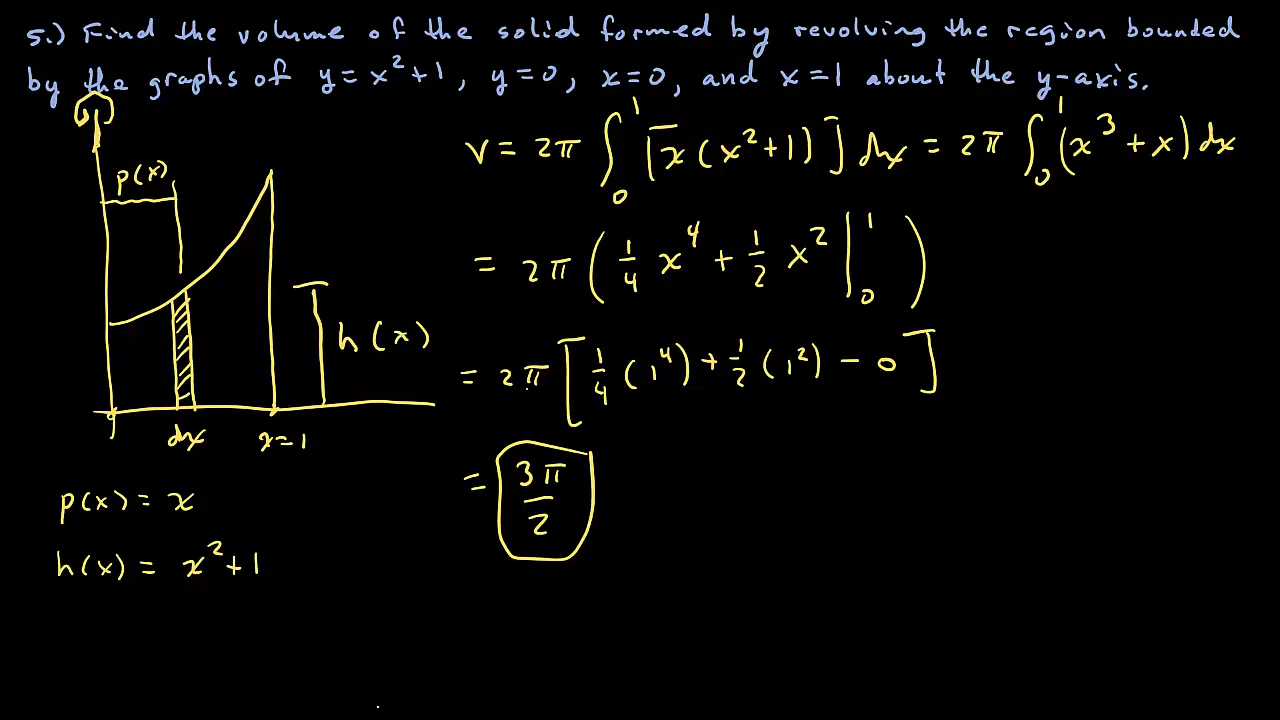 5.) Find the volume of the solid formed by revolving the region bounded
by the graphs of y = x² + 1, y = 0, x = 0, and x = 1 about the y-axis.
p(x)
h(x)
dx
x = 1
p(x) = x
h(x) = x² + 1
V = 2π ∫₀¹ [x(x² + 1)] dx = 2π ∫₀¹ (x³ + x) dx
= 2π (1/4 x⁴ + 1/2 x² |₀¹)
= 2π [1/4 (1⁴) + 1/2 (1²) − 0]
= 3π/2